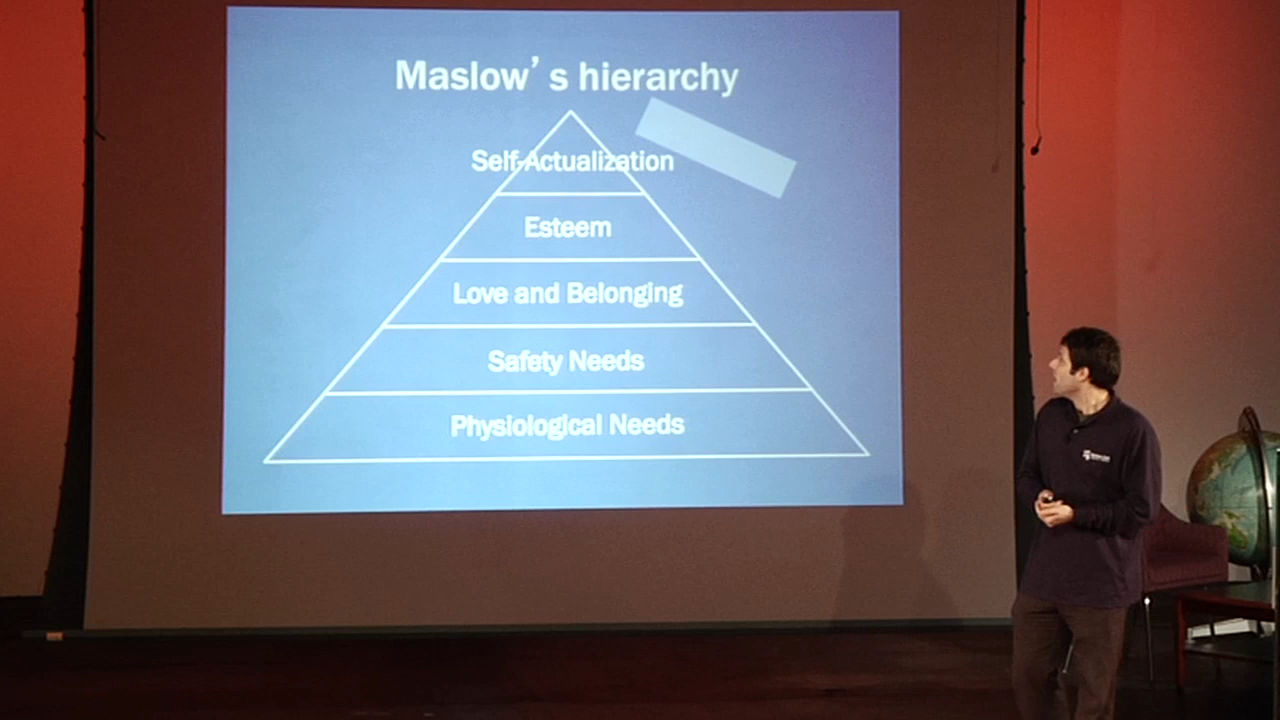 Maslow’s hierarchy
Self-Actualization
Esteem
Love and Belonging
Safety Needs
Physiological Needs